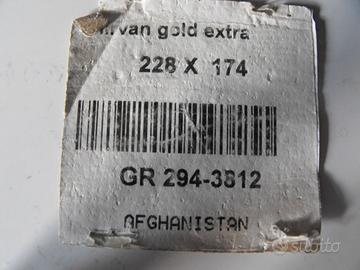 gold extra
228 X 174
GR 294-3812
AFGHANISTAN
subito